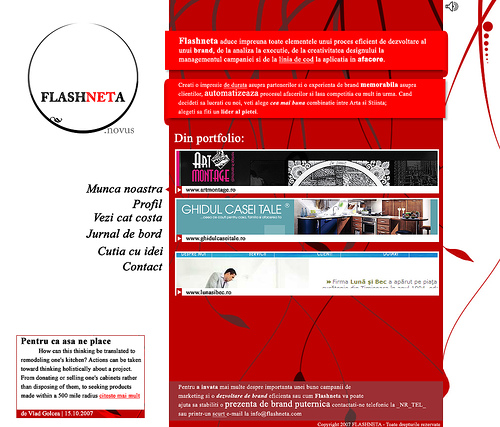 FLASHNETA
.novus
Munca noastra
Profil
Vezi cat costa
Jurnal de bord
Cutia cu idei
Contact
Pentru ca asa ne place
How can this thinking be translated to
remodeling one's kitchen? Actions can be taken
toward thinking holistically about a project.
From donating or selling one's cabinets rather
than disposing of them, to seeking products
made within a 500 mile radius citeste mai mult
de Vlad Golcea | 15.10.2007
Flashneta aduce impreuna toate elementele unui proces eficient de dezvoltare al
unui brand, de la analiza la executie, de la creativitatea designului la
managementul campaniei si de la linia de cod la aplicatia in afacere.
Creati o impresie de durata asupra partenerilor si o experienta de brand memorabila asupra
clientilor, automatizeaza procesul afacerilor si lasa competitia cu mult in urma. Cand
decideti sa lucrati cu noi, veti alege cea mai buna combinatie intre Arta si Stiinta;
alegeti sa fiti un lider al pietei.
Din portfolio:
ART
MONTAGE
www.artmontage.ro
GHIDUL CASEI TALE ®
www.ghidulcaseitale.ro
DESPRE NOI SERVICII CLIENTI CONTACT
Firma Luna și Bec a apărut pe piața
www.lunasibec.ro
Pentru a invata mai multe despre importanta unei bune campanii de
marketing si o dezvoltare de brand eficienta sau cum Flashneta va poate
ajuta sa stabiliti o prezenta de brand puternica contactati-ne telefonic la _NR_TEL_
sau printr-un scurt e-mail la info@flashneta.com
Copyright 2007 FLASHNETA - Toate drepturile rezervate